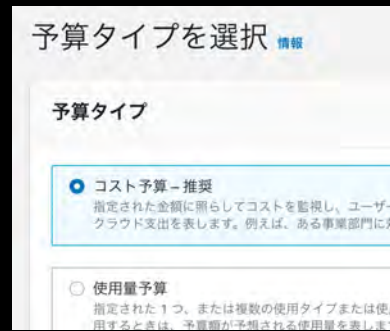 予算タイプを選択 情報
予算タイプ
コスト予算 – 推奨
指定された金額に照らしてコストを監視し、ユーザー
クラウド支出を表します。例えば、ある事業部門に
使用量予算
指定された 1 つ、または複数の使用タイプまたは使
用するときは、予算額が予想される使用量を表しま